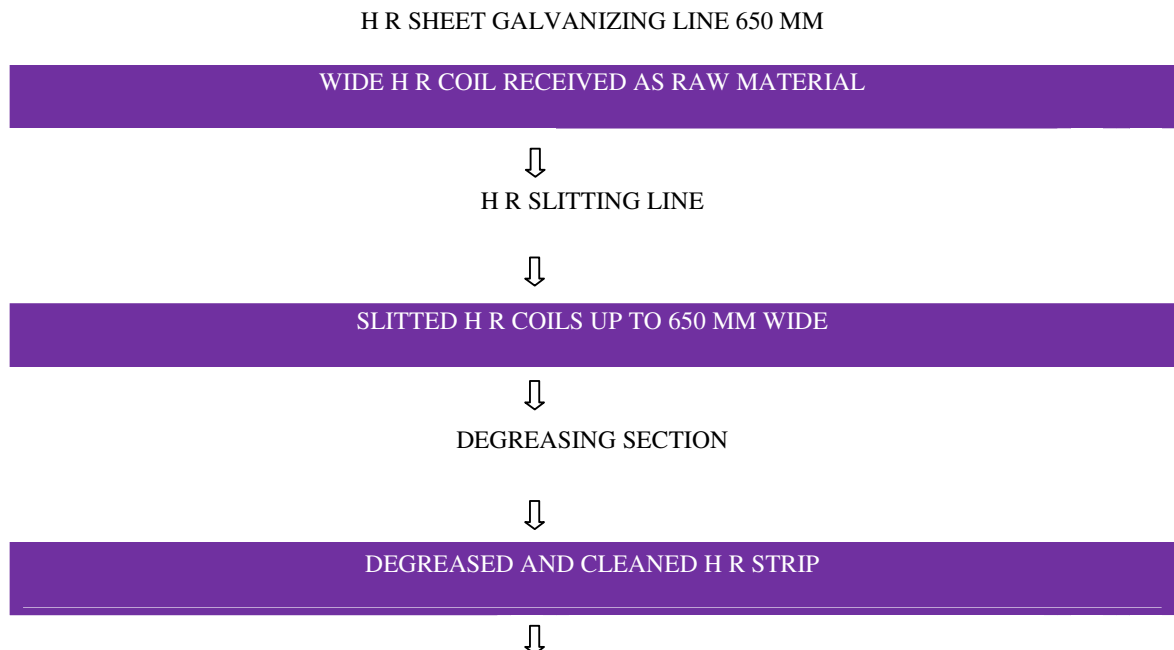 H R SHEET GALVANIZING LINE 650 MM
WIDE H R COIL RECEIVED AS RAW MATERIAL
H R SLITTING LINE
SLITTED H R COILS UP TO 650 MM WIDE
DEGREASING SECTION
DEGREASED AND CLEANED H R STRIP